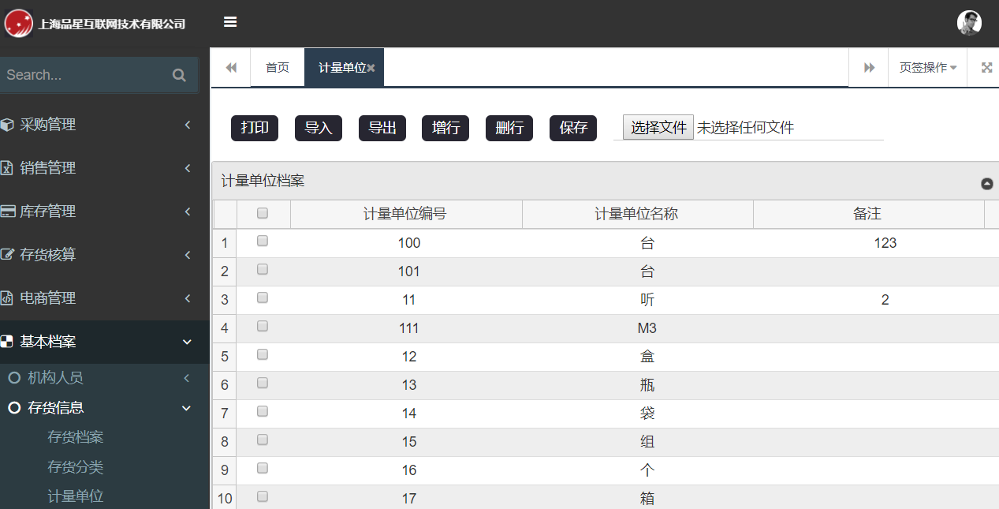 上海品星互联网技术有限公司
Search...
采购管理
销售管理
库存管理
存货核算
电商管理
基本档案
机构人员
存货信息
存货档案
存货分类
计量单位
首页 计量单位 页签操作
打印 导入 导出 增行 删行 保存 选择文件 未选择任何文件
计量单位档案
计量单位编号 计量单位名称 备注
1 100 台 123
2 101 台
3 11 听 2
4 111 M3
5 12 盒
6 13 瓶
7 14 袋
8 15 组
9 16 个
10 17 箱